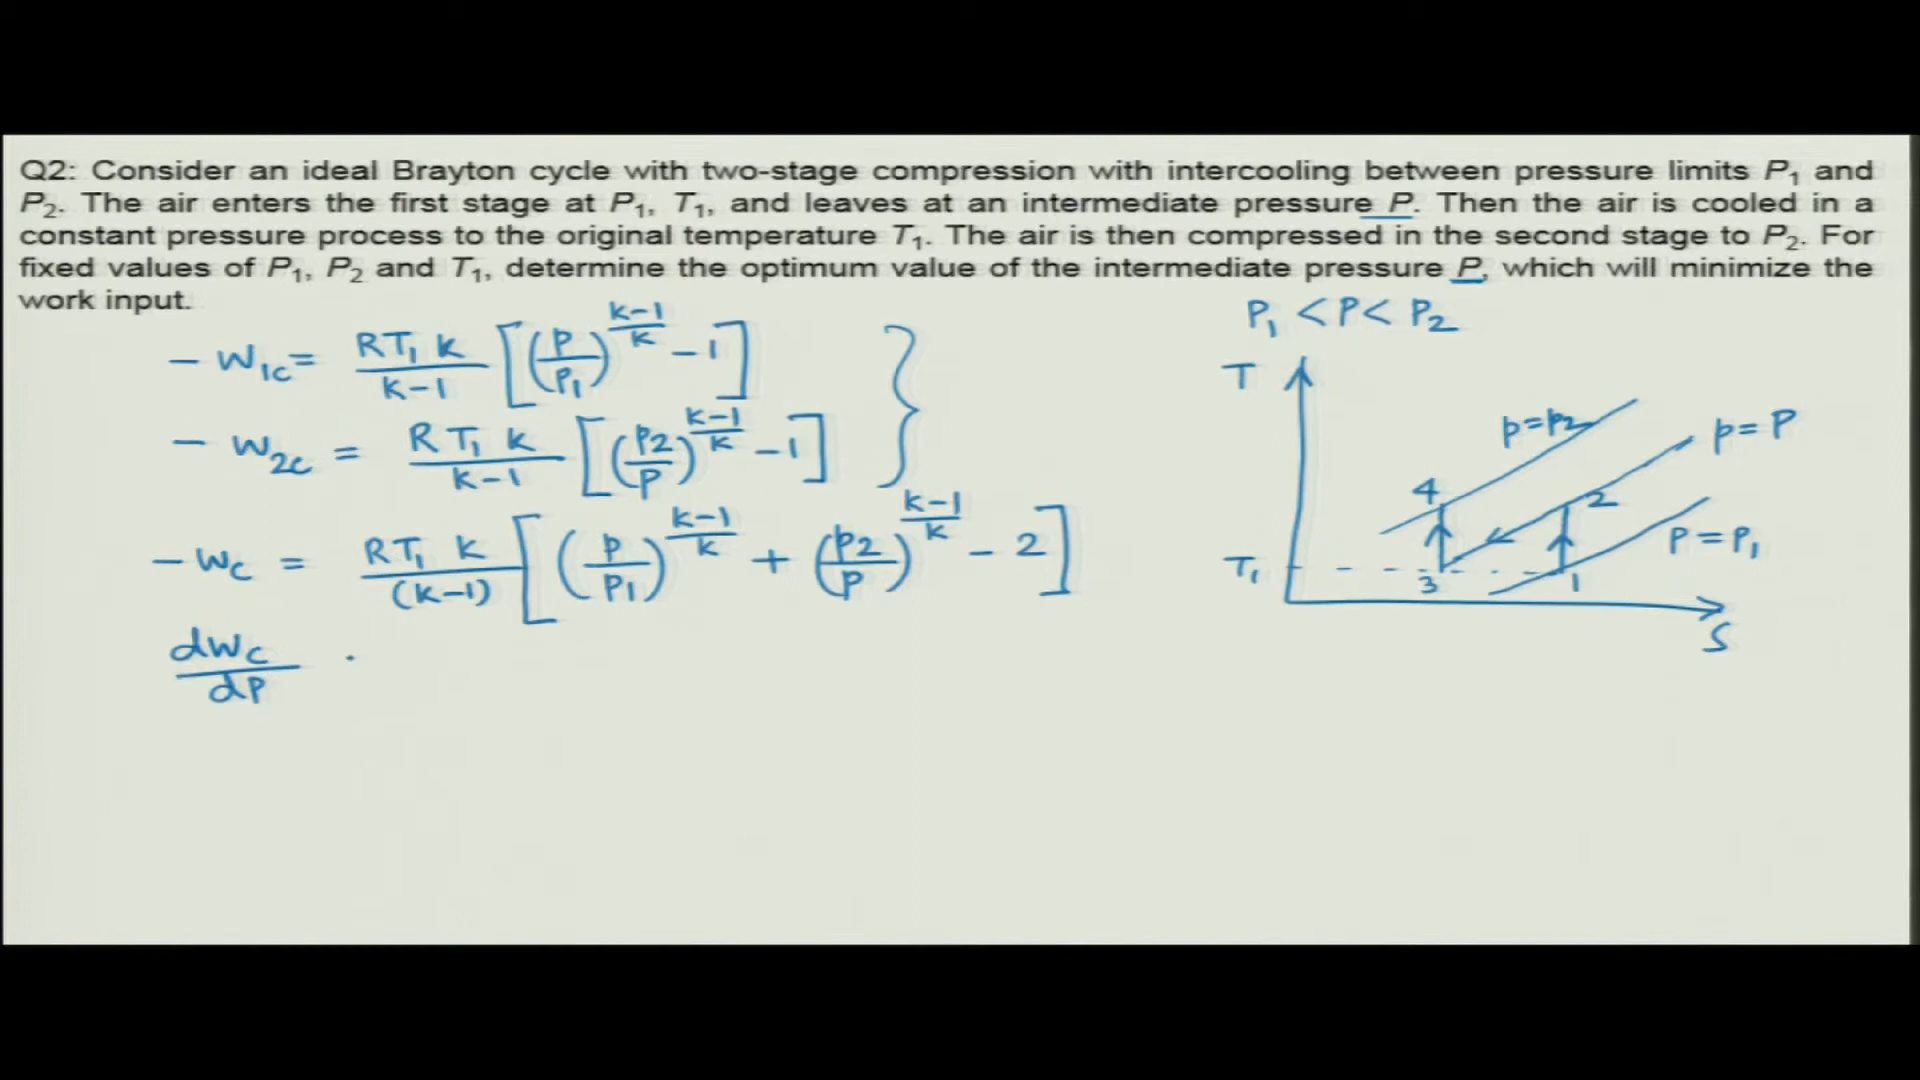 Q2: Consider an ideal Brayton cycle with two-stage compression with intercooling between pressure limits P₁ and
P₂. The air enters the first stage at P₁, T₁, and leaves at an intermediate pressure P. Then the air is cooled in a
constant pressure process to the original temperature T₁. The air is then compressed in the second stage to P₂. For
fixed values of P₁, P₂ and T₁, determine the optimum value of the intermediate pressure P, which will minimize the
work input.
P₁ < P < P₂
- W₁c = RT₁ k / (k-1) [(P/P₁)^((k-1)/k) - 1]
- W₂c = RT₁ k / (k-1) [(P₂/P)^((k-1)/k) - 1] }
- Wc = RT₁ k / (k-1) [(P/P₁)^((k-1)/k) + (P₂/P)^((k-1)/k) - 2]
dWc/dP
T
p=p₂
p=P
4
2
P=P₁
T₁
3
1
S